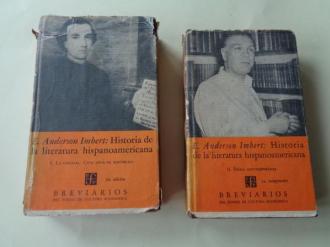 E. Anderson Imbert: Historia de
la literatura hispanoamericana
I. La colonia. Cien años de república
BREVIARIOS
DEL FONDO DE CULTURA ECONÓMICA
E. Anderson Imbert: Historia
de la literatura hispanoamericana
II. Época contemporánea
BREVIARIOS
DEL FONDO DE CULTURA ECONÓMICA